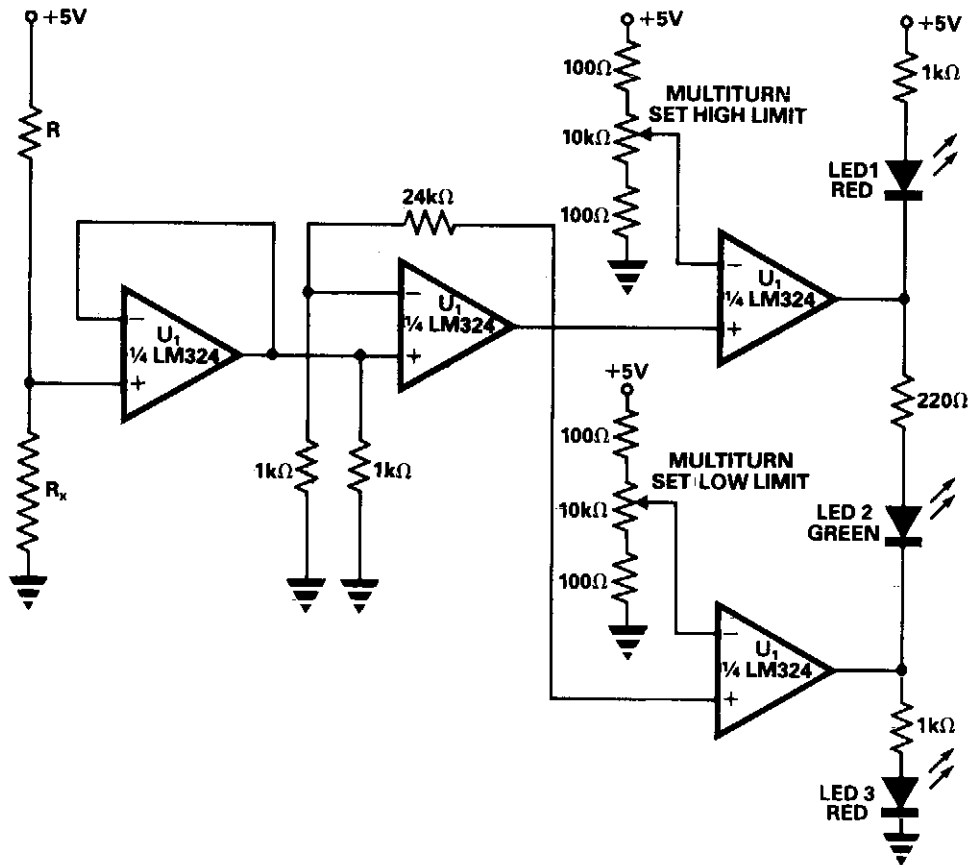 +5V
R
Rx
−
+
U1
¼ LM324
24kΩ
1kΩ
1kΩ
−
+
U1
¼ LM324
+5V
100Ω
10kΩ
100Ω
MULTITURN
SET HIGH LIMIT
−
+
U1
¼ LM324
+5V
100Ω
10kΩ
100Ω
MULTITURN
SET LOW LIMIT
−
+
U1
¼ LM324
+5V
1kΩ
LED1
RED
220Ω
LED 2
GREEN
1kΩ
LED 3
RED